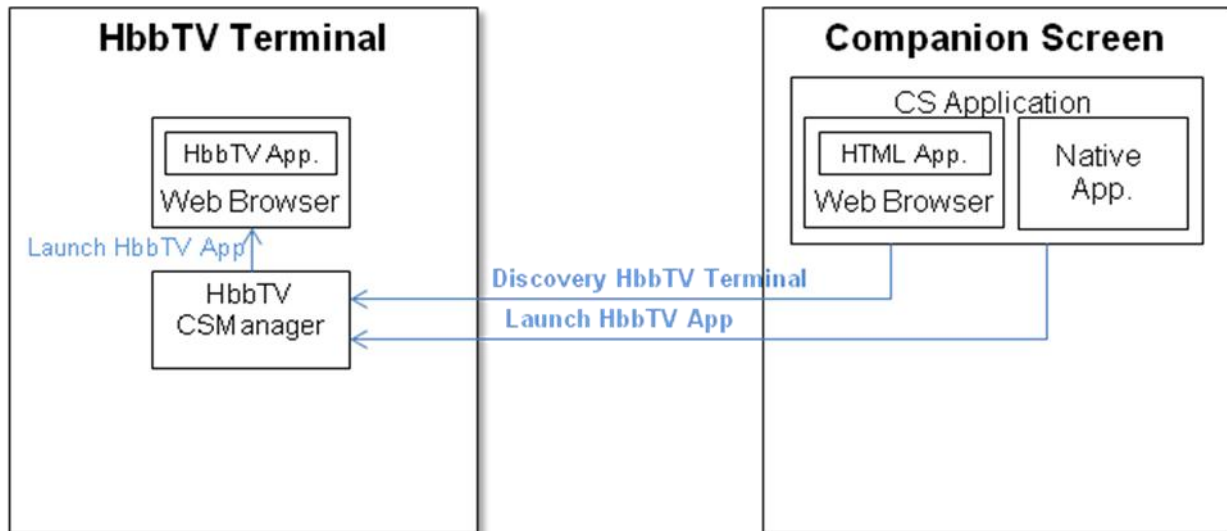 HbbTV Terminal
HbbTV App.
Web Browser
Launch HbbTV App
HbbTV
CSManager
Discovery HbbTV Terminal
Launch HbbTV App
Companion Screen
CS Application
HTML App.
Web Browser
Native
App.